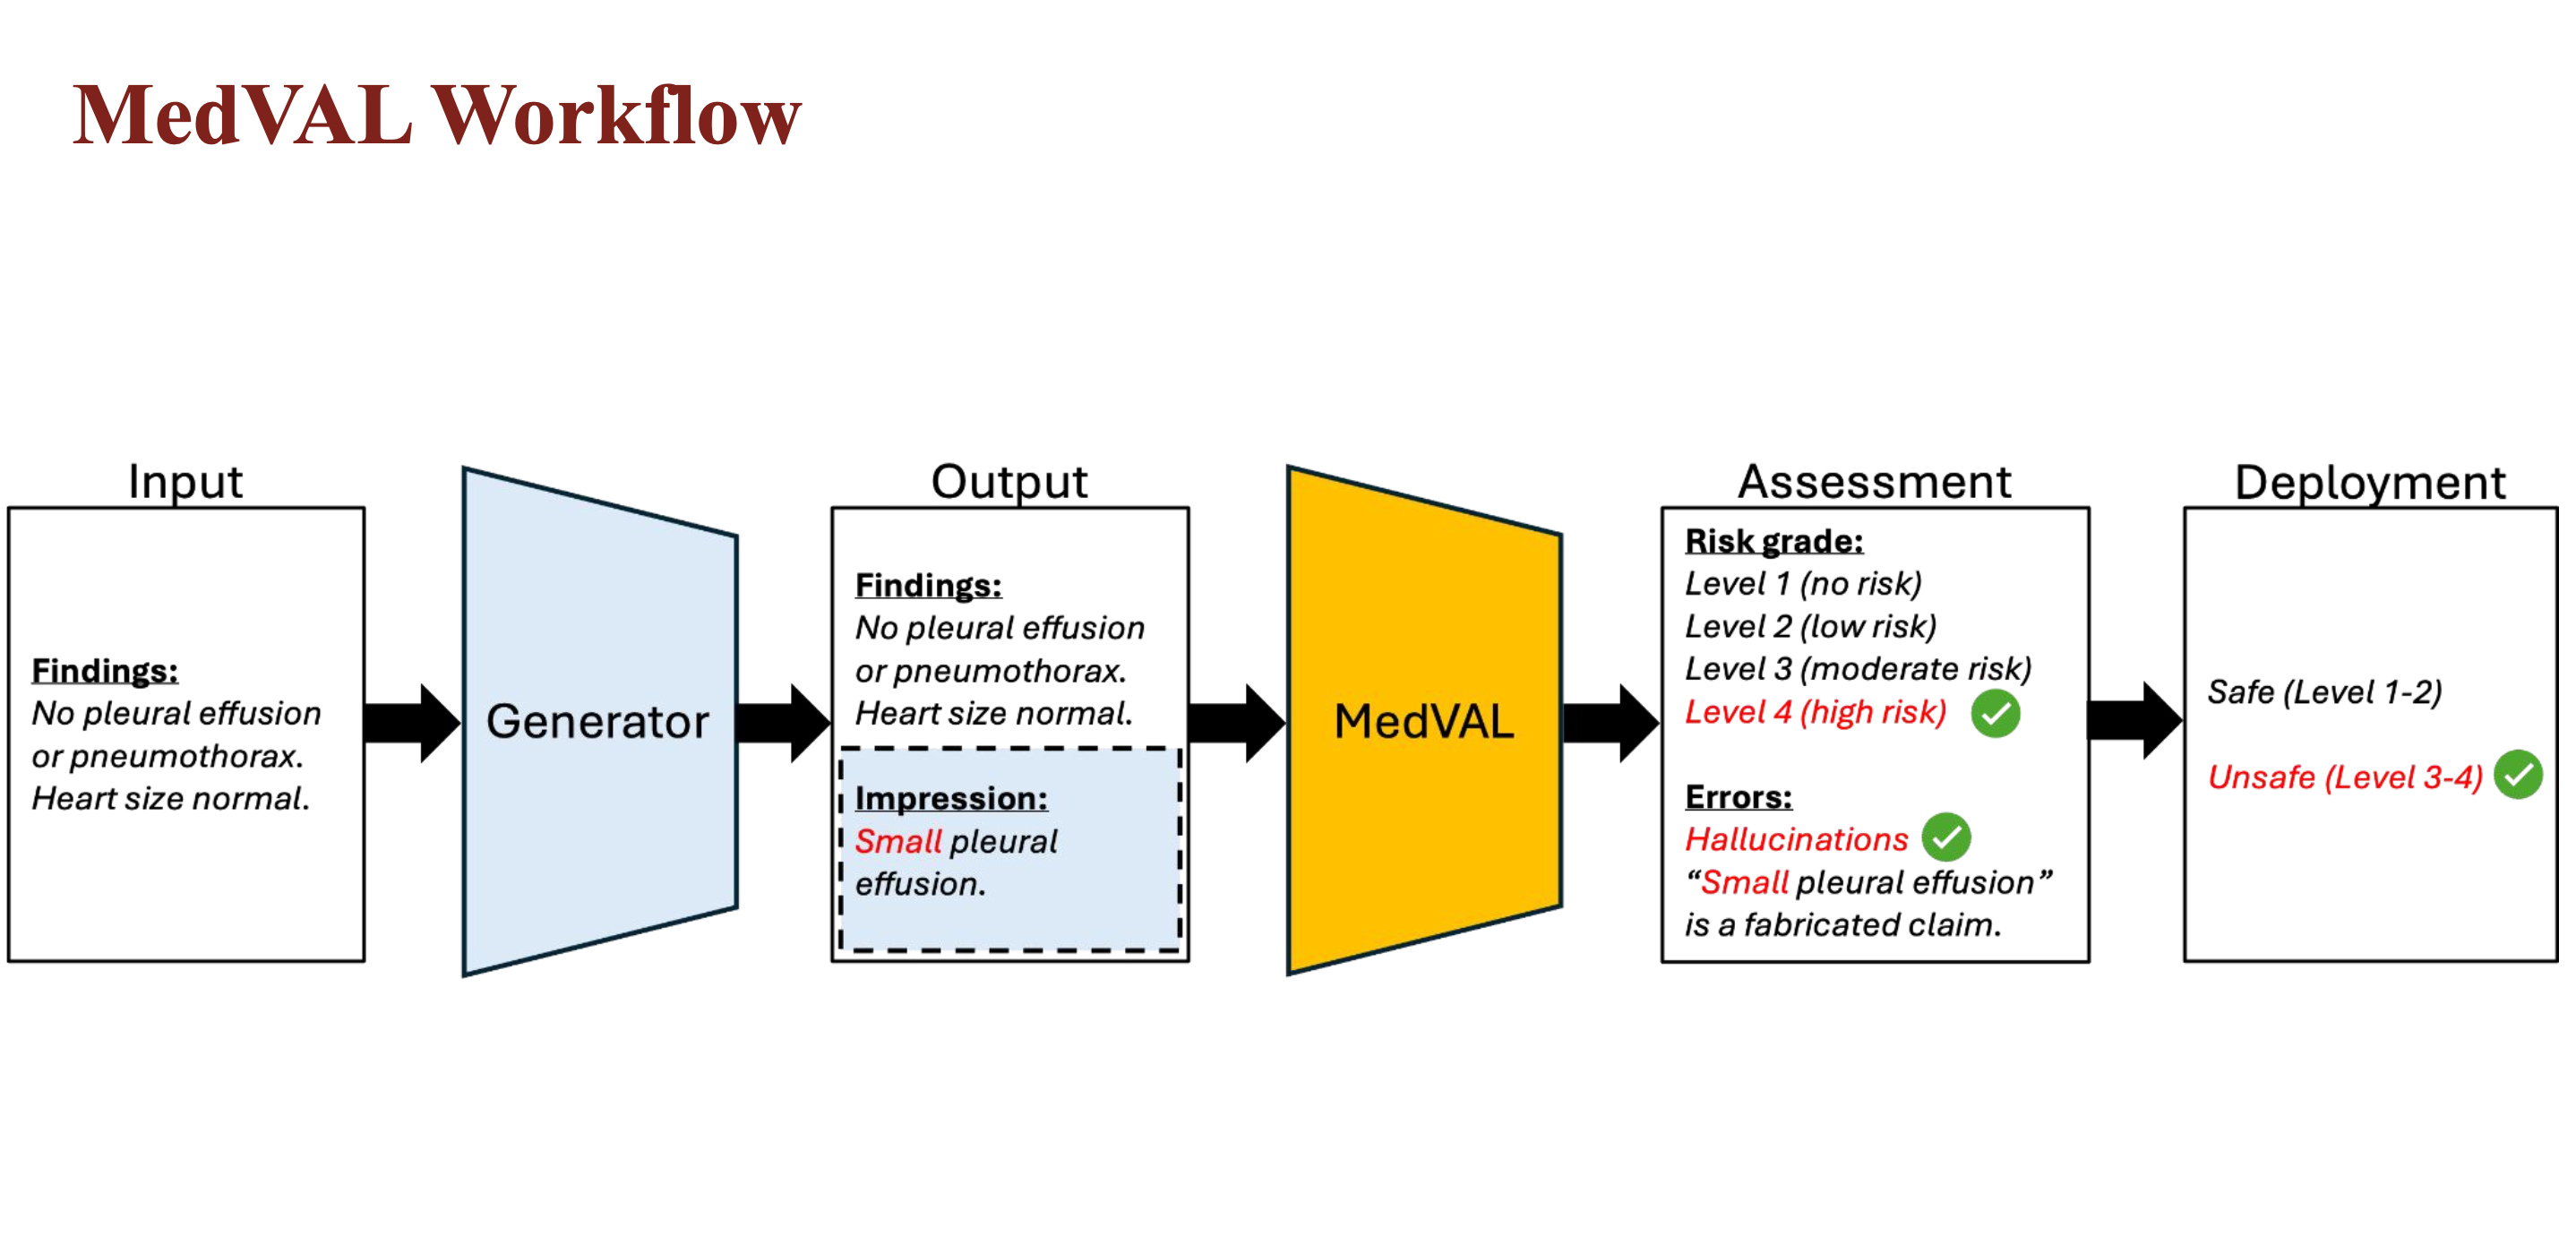 MedVAL Workflow
Input
Findings:
No pleural effusion
or pneumothorax.
Heart size normal.
Generator
Output
Findings:
No pleural effusion
or pneumothorax.
Heart size normal.
Impression:
Small pleural
effusion.
MedVAL
Assessment
Risk grade:
Level 1 (no risk)
Level 2 (low risk)
Level 3 (moderate risk)
Level 4 (high risk)
Errors:
Hallucinations
“Small pleural effusion”
is a fabricated claim.
Deployment
Safe (Level 1-2)
Unsafe (Level 3-4)